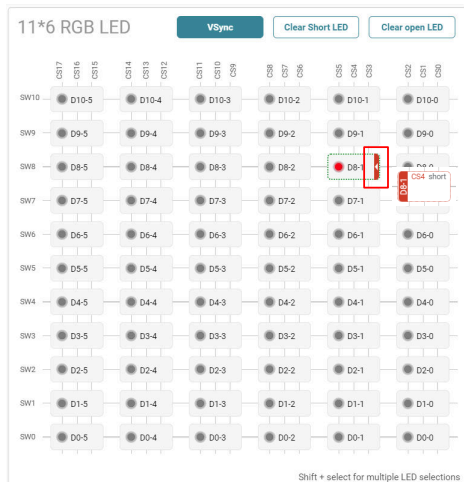 11*6 RGB LED
VSync
Clear Short LED
Clear open LED
CS17 CS16 CS15 CS14 CS13 CS12 CS11 CS10 CS9 CS8 CS7 CS6 CS5 CS4 CS3 CS2 CS1 CS0
SW10 D10-5 D10-4 D10-3 D10-2 D10-1 D10-0
SW9 D9-5 D9-4 D9-3 D9-2 D9-1 D9-0
SW8 D8-5 D8-4 D8-3 D8-2 D8-1 D8-0
D8-1 CS4 short
SW7 D7-5 D7-4 D7-3 D7-2 D7-1
SW6 D6-5 D6-4 D6-3 D6-2 D6-1 D6-0
SW5 D5-5 D5-4 D5-3 D5-2 D5-1 D5-0
SW4 D4-5 D4-4 D4-3 D4-2 D4-1 D4-0
SW3 D3-5 D3-4 D3-3 D3-2 D3-1 D3-0
SW2 D2-5 D2-4 D2-3 D2-2 D2-1 D2-0
SW1 D1-5 D1-4 D1-3 D1-2 D1-1 D1-0
SW0 D0-5 D0-4 D0-3 D0-2 D0-1 D0-0
Shift + select for multiple LED selections